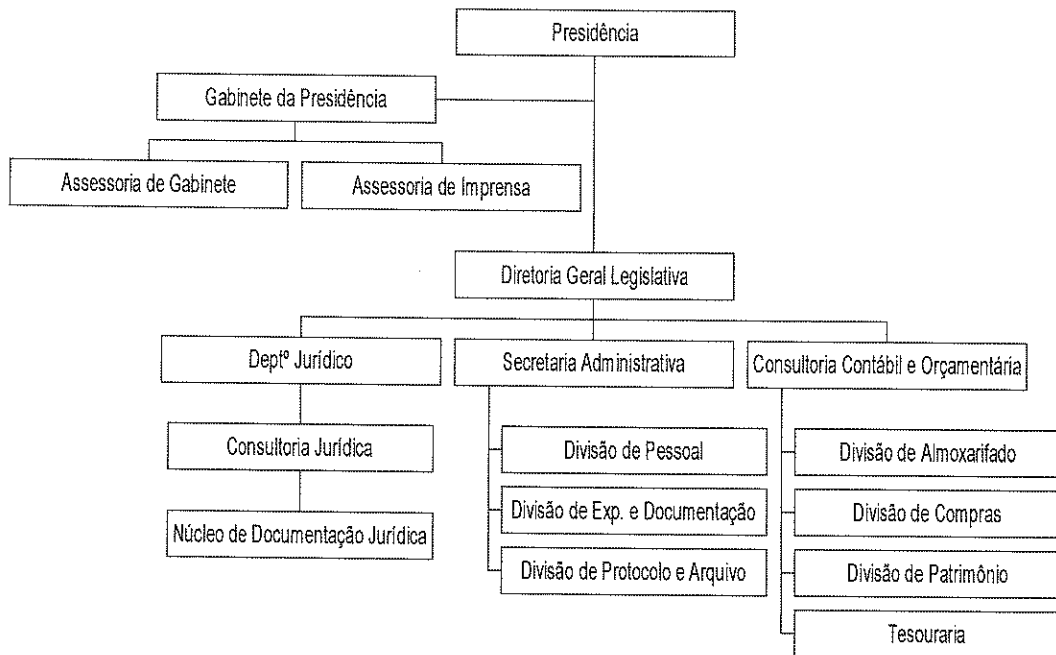 Presidência
Gabinete da Presidência
Assessoria de Gabinete
Assessoria de Imprensa
Diretoria Geral Legislativa
Deptº Jurídico
Secretaria Administrativa
Consultoria Contábil e Orçamentária
Consultoria Jurídica
Núcleo de Documentação Jurídica
Divisão de Pessoal
Divisão de Exp. e Documentação
Divisão de Protocolo e Arquivo
Divisão de Almoxarifado
Divisão de Compras
Divisão de Patrimônio
Tesouraria